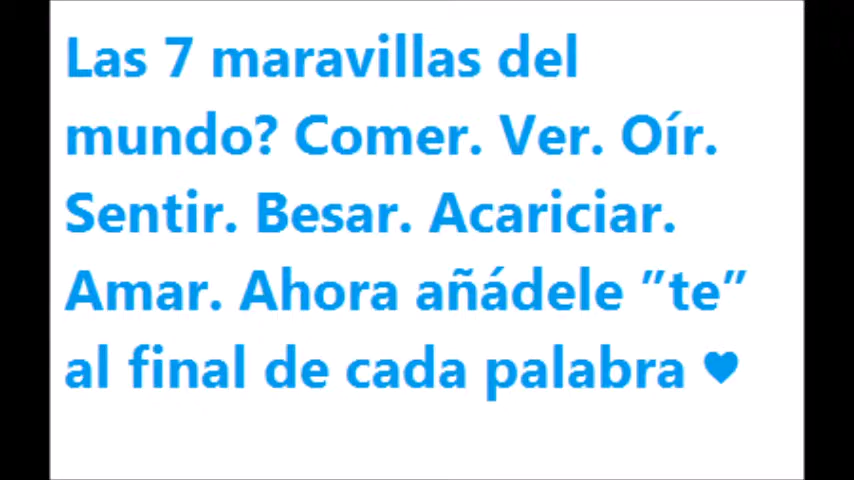 Las 7 maravillas del
mundo? Comer. Ver. Oír.
Sentir. Besar. Acariciar.
Amar. Ahora añádele ”te”
al final de cada palabra ♥